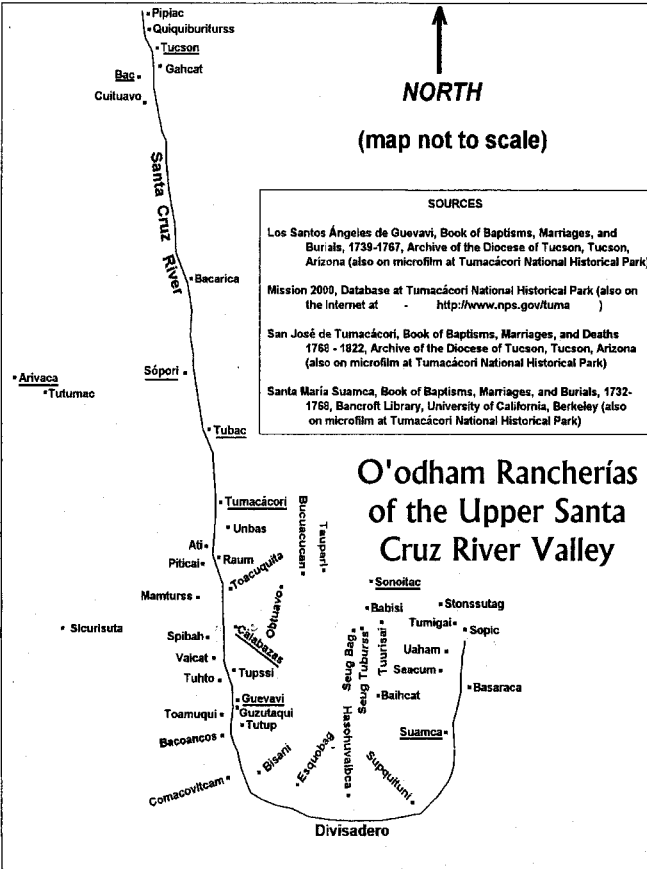 Pipiac
Quiquiburiturss
Tucson
Gahcat
Bac
Cuituavo
NORTH
(map not to scale)
Santa Cruz River
SOURCES
Los Santos Ángeles de Guevavi, Book of Baptisms, Marriages, and
Burials, 1739-1767, Archive of the Diocese of Tucson, Tucson,
Arizona (also on microfilm at Tumacácori National Historical Park)
Mission 2000, Database at Tumacácori National Historical Park (also on
the Internet at - http://www.nps.gov/tuma )
San José de Tumacácori, Book of Baptisms, Marriages, and Deaths
1768 - 1822, Archive of the Diocese of Tucson, Tucson, Arizona
(also on microfilm at Tumacácori National Historical Park)
Santa María Suamca, Book of Baptisms, Marriages, and Burials, 1732-
1768, Bancroft Library, University of California, Berkeley (also
on microfilm at Tumacácori National Historical Park)
Bacarica
Sópori
Arivaca
Tutumac
Tubac
O'odham Rancherías
of the Upper Santa
Cruz River Valley
Tumacácori
Bucuacucan
Taupari
Unbas
Ati
Piticai
Raum
Toacuquita
Sonoitac
Mamturss
Obtuavo
Babisi
Stonssutag
Tumigai
Sopic
Sicurisuta
Spibah
Calabazas
Seug Bag
Seug Tuburss
Tuurisai
Uaham
Vaicat
Tupssi
Seacum
Tuhto
Basaraca
Guevavi
Guzutaqui
Baihcat
Toamuqui
Tutup
Hasohuvaibca
Suamca
Bacoancos
Bisani
Esquobag
Supquituni
Comacovitcam
Divisadero